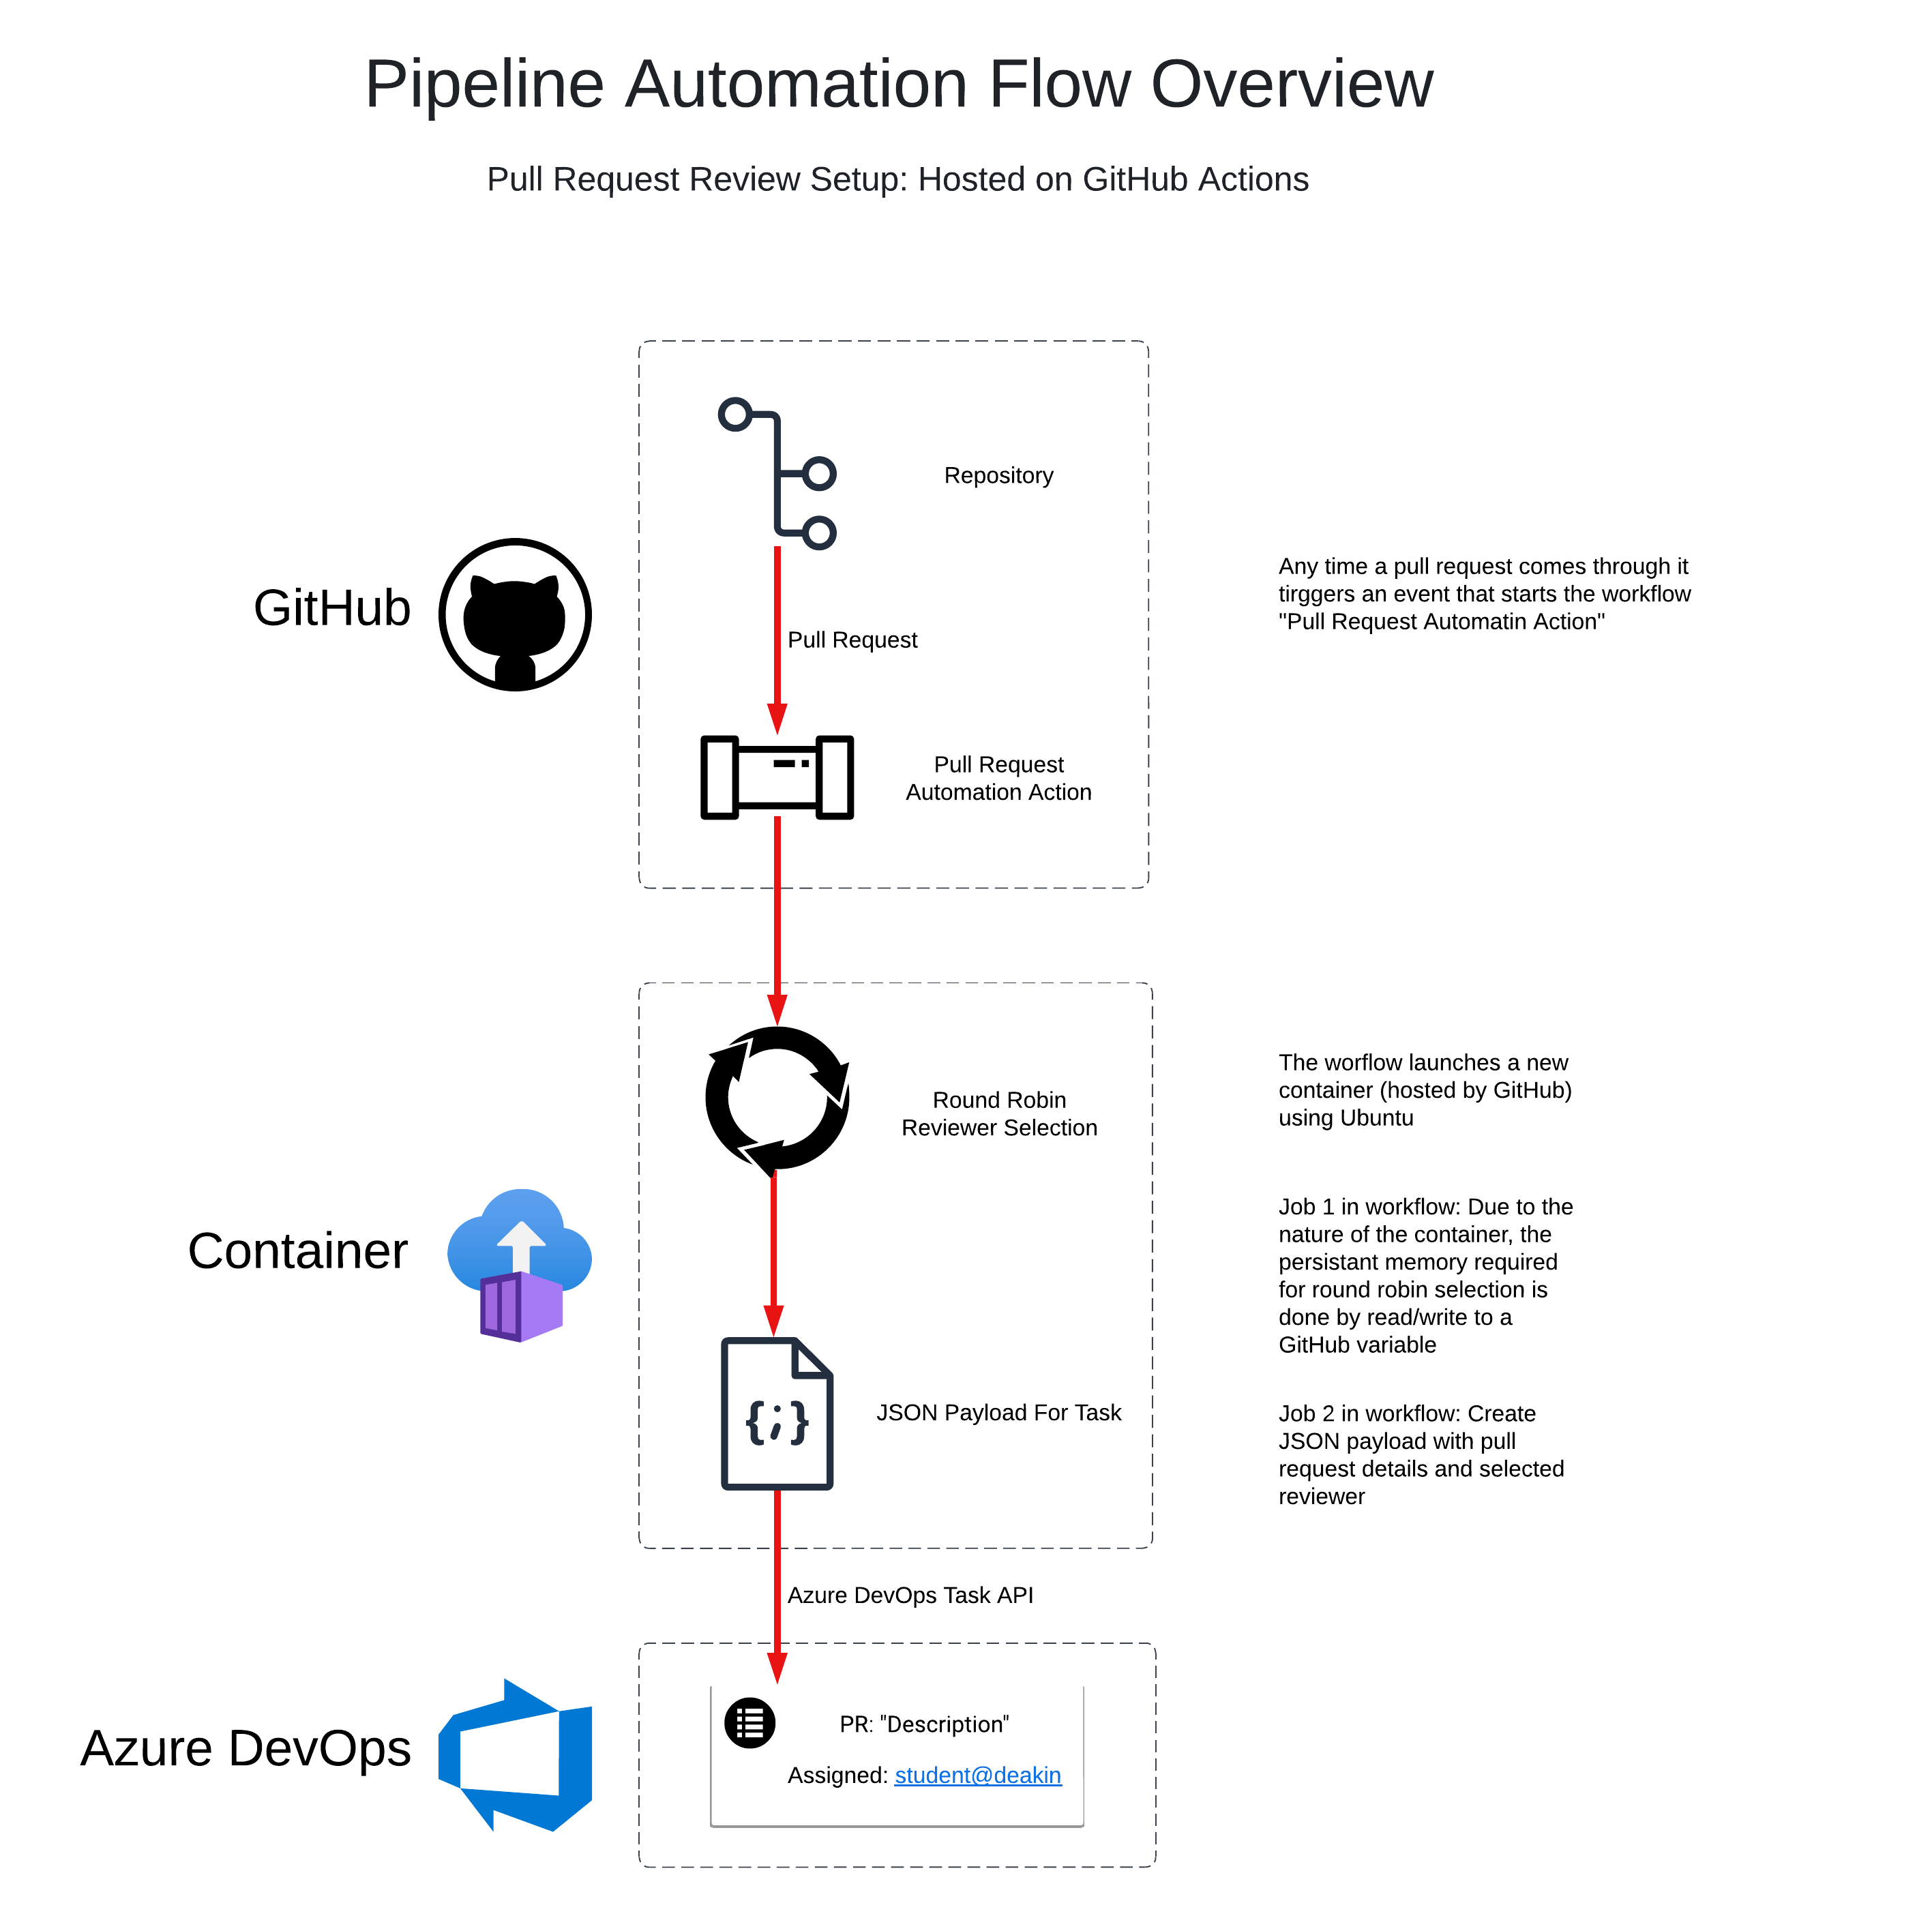 Pipeline Automation Flow Overview
Pull Request Review Setup: Hosted on GitHub Actions
Repository
GitHub
Pull Request
Any time a pull request comes through it
tirggers an event that starts the workflow
"Pull Request Automatin Action"
Pull Request
Automation Action
Round Robin
Reviewer Selection
The worflow launches a new
container (hosted by GitHub)
using Ubuntu
Container
Job 1 in workflow: Due to the
nature of the container, the
persistant memory required
for round robin selection is
done by read/write to a
GitHub variable
{;}
JSON Payload For Task
Job 2 in workflow: Create
JSON payload with pull
request details and selected
reviewer
Azure DevOps Task API
Azure DevOps
PR: "Description"
Assigned: student@deakin